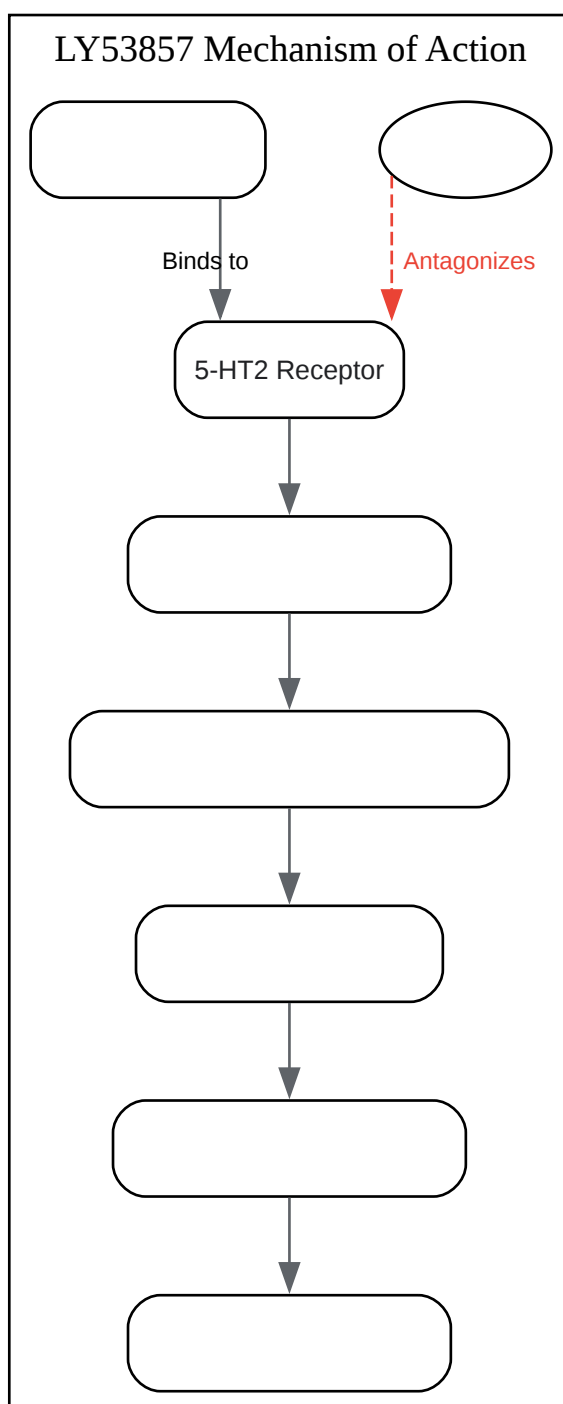 LY53857 Mechanism of Action
Binds to
Antagonizes
5-HT2 Receptor